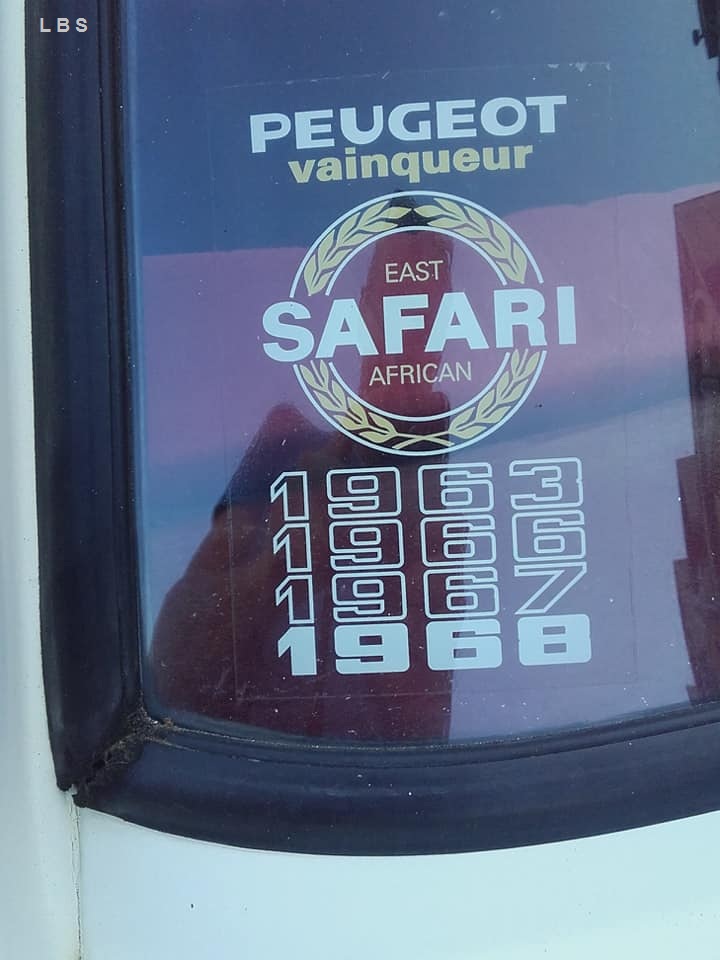 LBS
PEUGEOT
vainqueur
EAST
SAFARI
AFRICAN
1963
1966
1967
1968